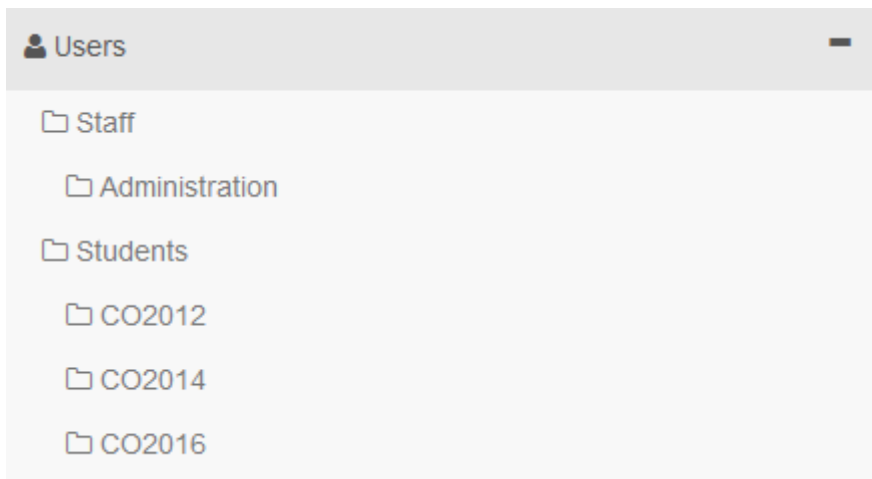 Users
Staff
Administration
Students
CO2012
CO2014
CO2016